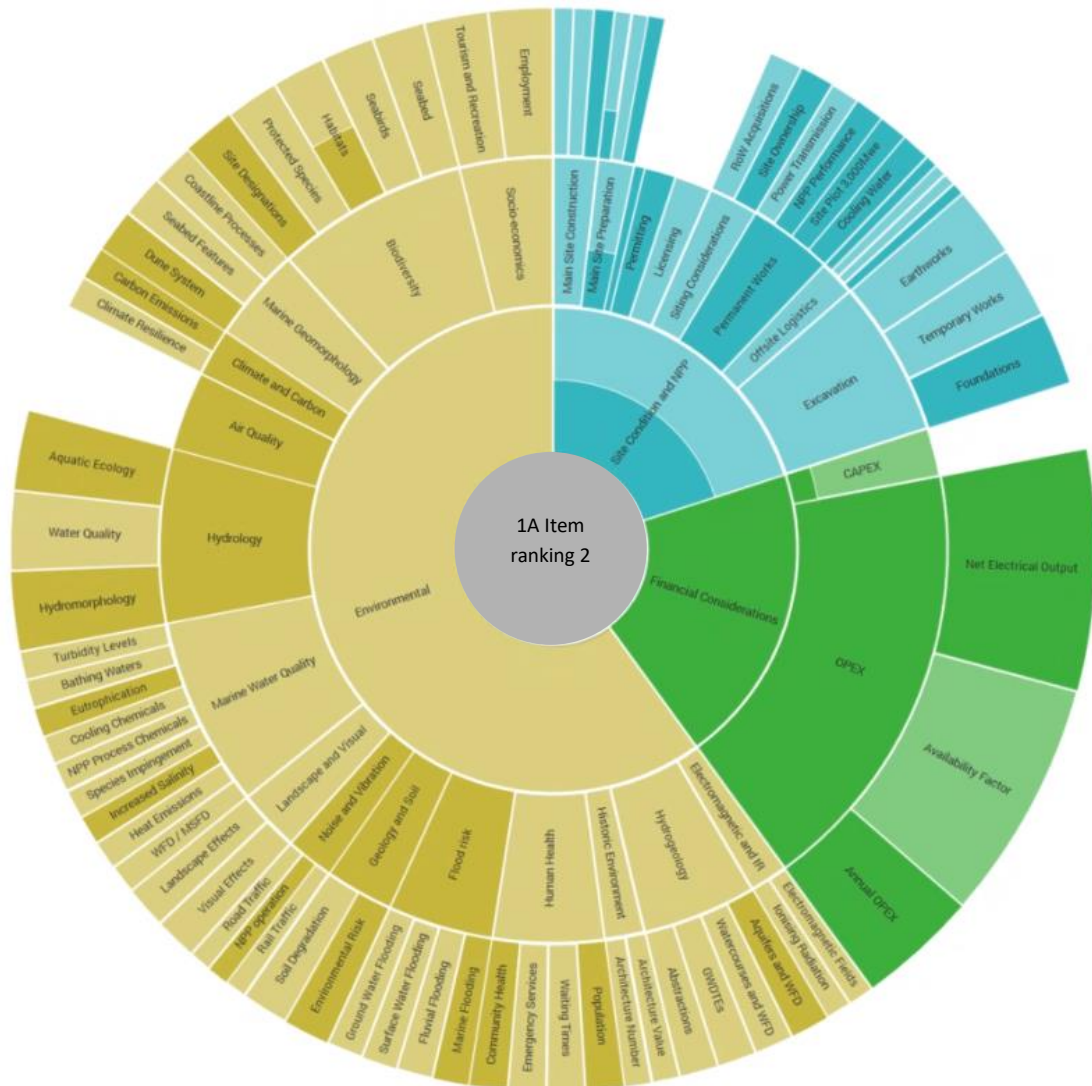 1A Item
ranking 2
Environmental
Site Condition and NPP
Financial Considerations
Main Site Construction
Main Site Preparation
Permitting
Licensing
Siting Considerations
Permanent Works
Offsite Logistics
Excavation
CAPEX
OPEX
Electromagnetic and IR
Hydrogeology
Historic Environment
Human Health
Flood risk
Geology and Soil
Noise and Vibration
Landscape and Visual
Marine Water Quality
Hydrology
Air Quality
Climate and Carbon
Marine Geomorphology
Biodiversity
Socio-economics
RoW Acquisitions
Site Ownership
Power Transmission
NPP Performance
Site Plot 3,000Mwe
Cooling Water
Earthworks
Temporary Works
Foundations
Net Electrical Output
Availability Factor
Annual OPEX
Electromagnetic Fields
Ionising Radiation
Aquifers and WFD
Watercourses and WFD
GWDTEs
Abstractions
Architecture Value
Architecture Number
Population
Waiting Times
Emergency Services
Community Health
Marine Flooding
Fluvial Flooding
Surface Water Flooding
Ground Water Flooding
Environmental Risk
Soil Degradation
Rail Traffic
NPP operation
Road Traffic
Visual Effects
Landscape Effects
WFD / MSFD
Heat Emissions
Increased Salinity
Species Impingement
NPP Process Chemicals
Cooling Chemicals
Eutrophication
Bathing Waters
Turbidity Levels
Hydromorphology
Water Quality
Aquatic Ecology
Climate Resilience
Carbon Emissions
Dune System
Seabed Features
Coastline Processes
Site Designations
Protected Species
Habitats
Seabirds
Seabed
Tourism and Recreation
Employment